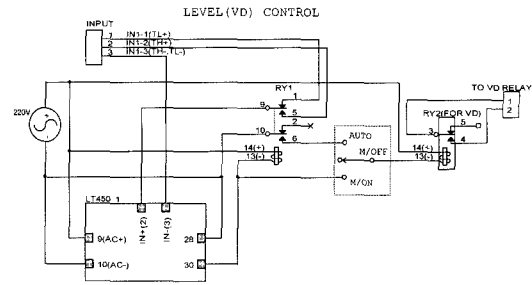 LEVEL(VD) CONTROL
INPUT
1 IN1-1(TL+)
2 IN1-2(TH+)
3 IN1-3(TH-,TL-)
220V
RY1
1
9
5
2
10
6
14(+)
13(-)
AUTO
M/OFF
M/ON
TO VD RELAY
1
2
RY2(FOR VD)
5
3
4
14(+)
13(-)
LT450 1
IN+(2)
IN-(3)
9(AC+)
28
10(AC-)
30